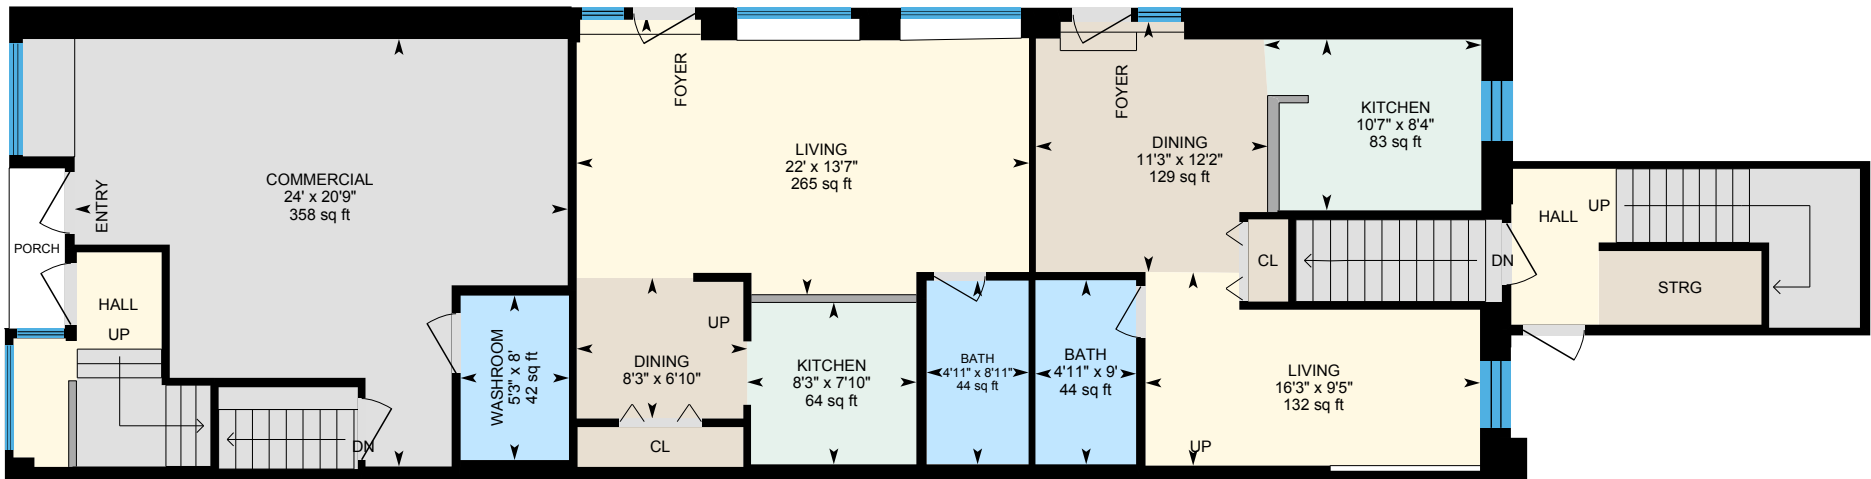 COMMERCIAL
24' x 20'9"
358 sq ft
ENTRY
PORCH
HALL
UP
DN
WASHROOM
5'3" x 8'
42 sq ft
FOYER
LIVING
22' x 13'7"
265 sq ft
UP
DINING
8'3" x 6'10"
CL
KITCHEN
8'3" x 7'10"
64 sq ft
BATH
4'11" x 8'11"
44 sq ft
BATH
4'11" x 9'
44 sq ft
FOYER
DINING
11'3" x 12'2"
129 sq ft
KITCHEN
10'7" x 8'4"
83 sq ft
CL
DN
LIVING
16'3" x 9'5"
132 sq ft
UP
HALL
UP
STRG